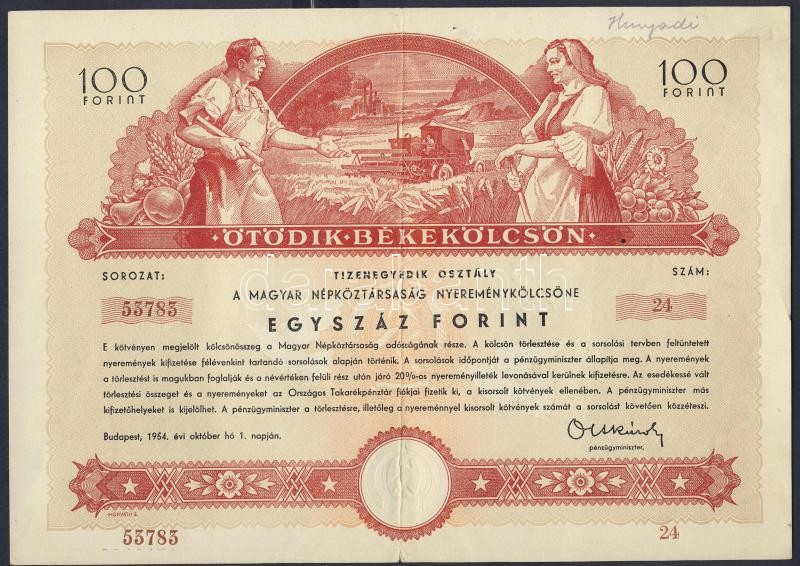 Hunyadi
100
FORINT
100
FORINT
· ÖTÖDIK · BÉKEKÖLCSÖN ·
SOROZAT:
TIZENEGYEDIK OSZTÁLY
SZÁM:
53783
A MAGYAR NÉPKÖZTÁRSASÁG NYEREMÉNYKÖLCSÖNE
24
EGYSZÁZ FORINT
E kötvényen megjelölt kölcsönösszeg a Magyar Népköztársaság adósságának része. A kölcsön törlesztése és a sorsolási tervben feltüntetett
nyeremények kifizetése félévenkint tartandó sorsolások alapján történik. A sorsolások időpontját a pénzügyminiszter állapítja meg. A nyeremények
a törlesztést is magukban foglalják és a névértéken felüli rész után járó 20%-os nyereményilleték levonásával kerülnek kifizetésre. Az esedékessé vált
törlesztési összeget és a nyereményeket az Országos Takarékpénztár fiókjai fizetik ki, a kisorsolt kötvények ellenében. A pénzügyminiszter más
kifizetőhelyeket is kijelölhet. A pénzügyminiszter a törlesztésre, illetőleg a nyereménnyel kisorsolt kötvények számát a sorsolást követően közzéteszi.
Budapest, 1954. évi október hó 1. napján.
Olt Károly
pénzügyminiszter.
HORVÁTH E.
53783
24
darabanth